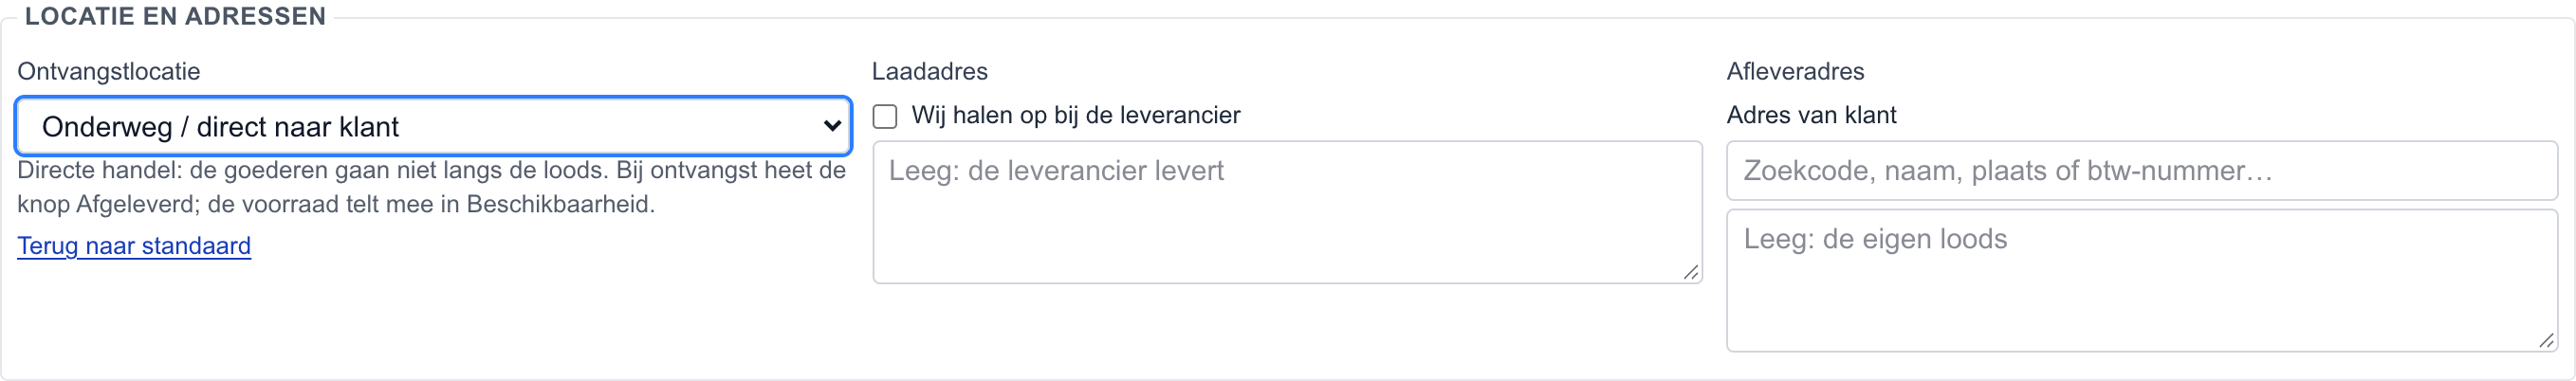 LOCATIE EN ADRESSEN
Ontvangstlocatie
Onderweg / direct naar klant
Directe handel: de goederen gaan niet langs de loods. Bij ontvangst heet de
knop Afgeleverd; de voorraad telt mee in Beschikbaarheid.
Terug naar standaard
Laadadres
Wij halen op bij de leverancier
Leeg: de leverancier levert
Afleveradres
Adres van klant
Zoekcode, naam, plaats of btw-nummer…
Leeg: de eigen loods